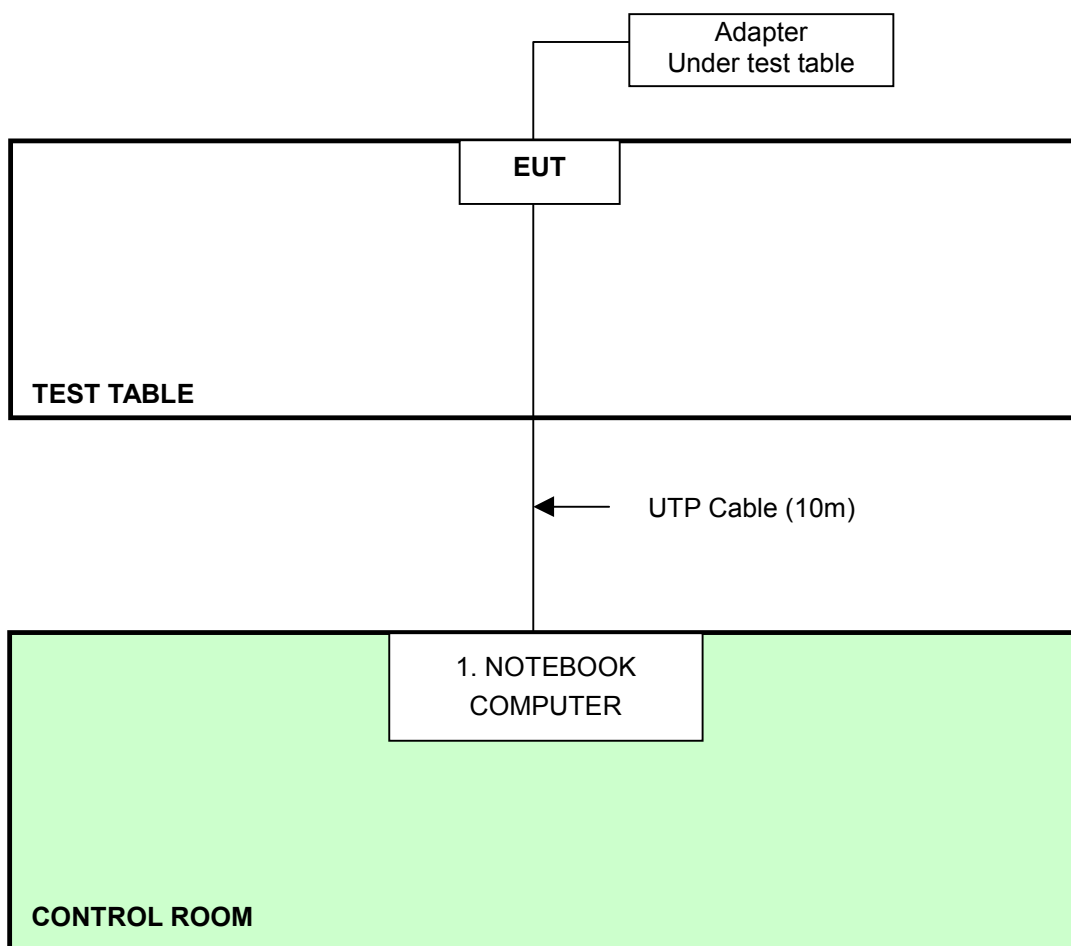 Adapter
Under test table
EUT
TEST TABLE
UTP Cable (10m)
1. NOTEBOOK
COMPUTER
CONTROL ROOM